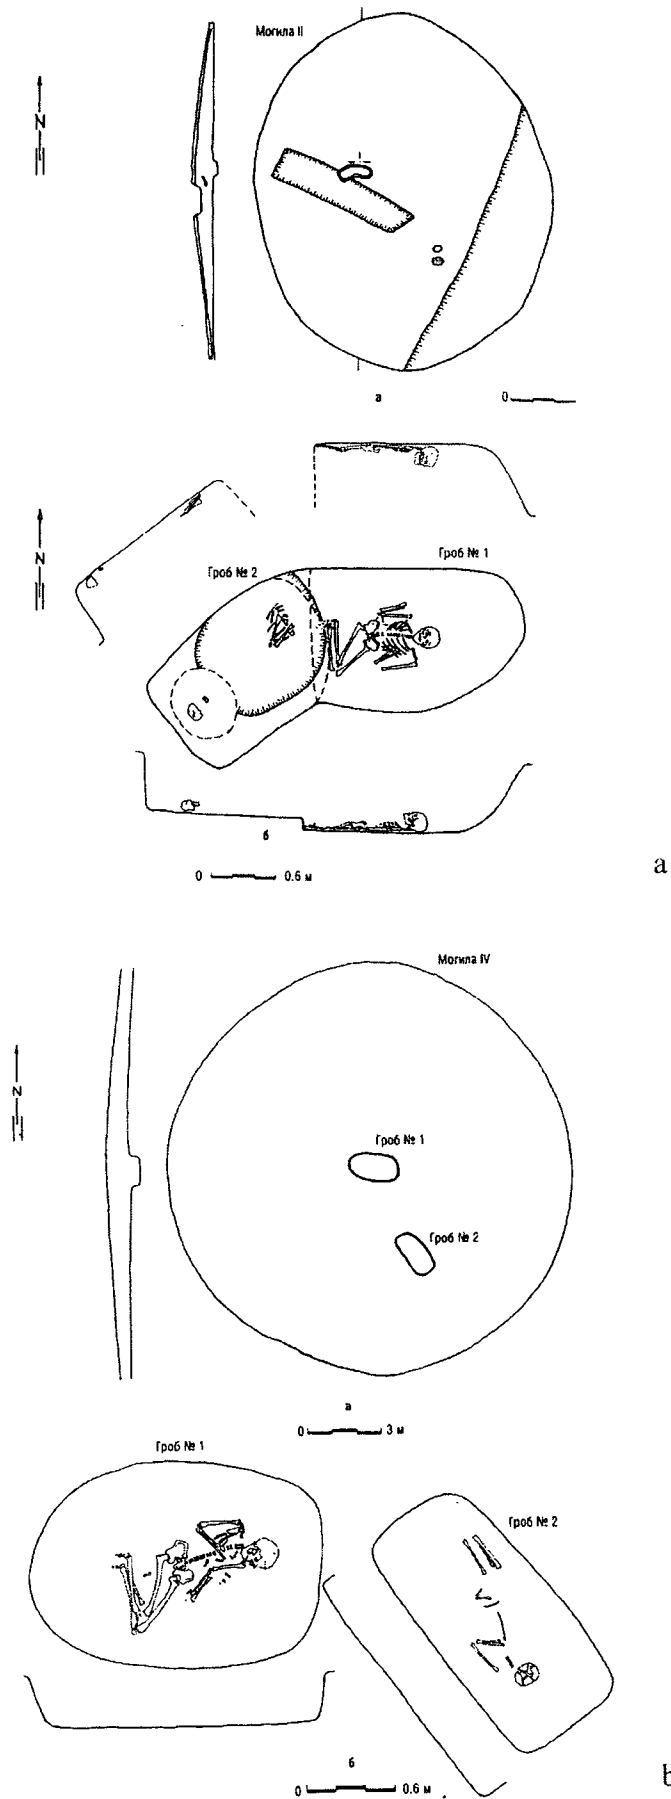 Могила II
N
а
0
N
Гроб № 2
Гроб № 1
б
0 0.6 м
a
Могила IV
N
Гроб № 1
Гроб № 2
а
0 3 м
Гроб № 1
Гроб № 2
б
0 0.6 м
b